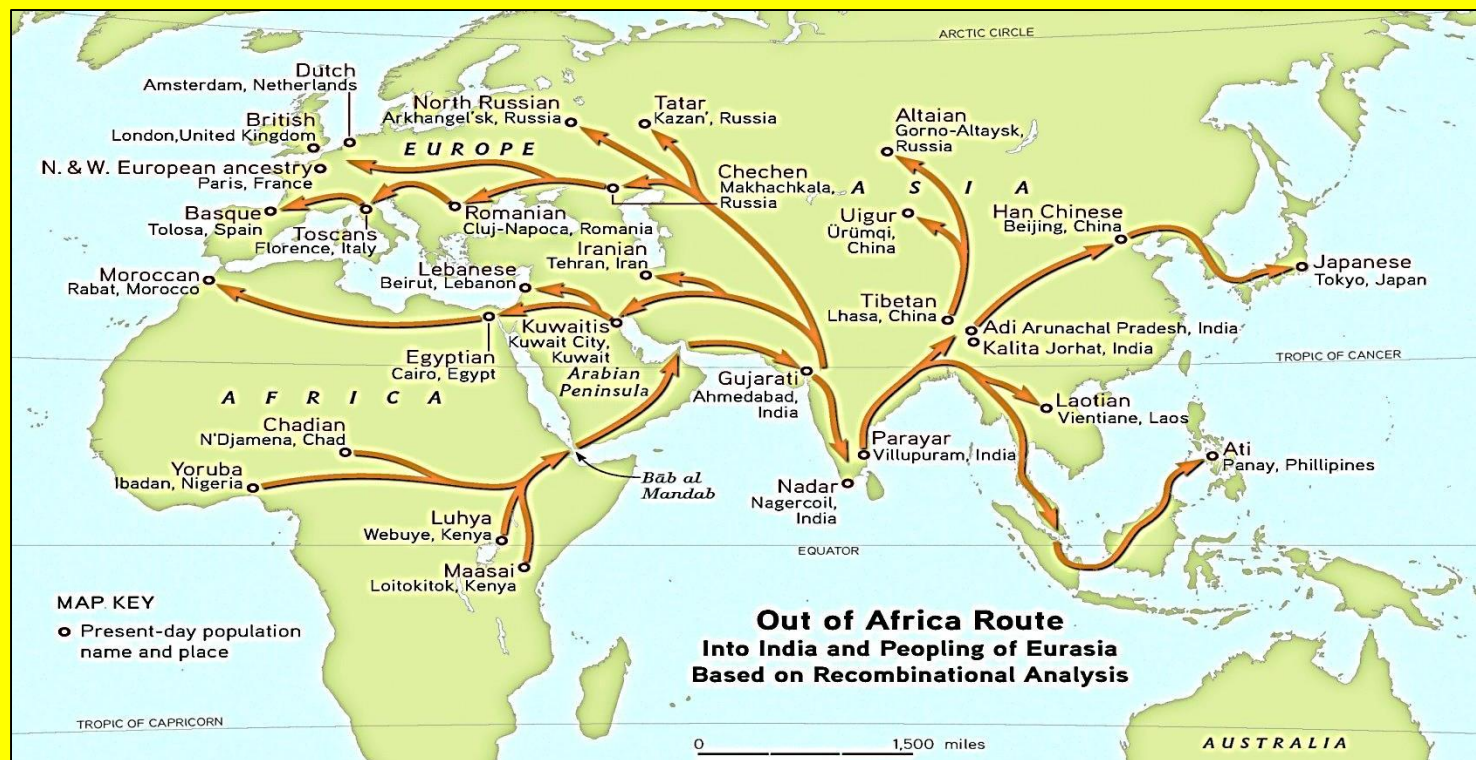 ARCTIC CIRCLE
Dutch
Amsterdam, Netherlands
British
London,United Kingdom
N. & W. European ancestry
Paris, France
Basque
Tolosa, Spain
Toscans
Florence, Italy
EUROPE
North Russian
Arkhangel'sk, Russia
Tatar
Kazan', Russia
Chechen
Makhachkala,
Russia
Romanian
Cluj-Napoca, Romania
ASIA
Altaian
Gorno-Altaysk,
Russia
Uigur
Ürümqi,
China
Han Chinese
Beijing, China
Japanese
Tokyo, Japan
Iranian
Tehran, Iran
Lebanese
Beirut, Lebanon
Moroccan
Rabat, Morocco
Egyptian
Cairo, Egypt
Kuwaitis
Kuwait City,
Kuwait
Arabian
Peninsula
Tibetan
Lhasa, China
Adi Arunachal Pradesh, India
Kalita Jorhat, India
TROPIC OF CANCER
Gujarati
Ahmedabad,
India
AFRICA
Chadian
N'Djamena, Chad
Yoruba
Ibadan, Nigeria
Bāb al
Mandab
Parayar
Villupuram, India
Nadar
Nagercoil,
India
Laotian
Vientiane, Laos
Ati
Panay, Phillipines
Luhya
Webuye, Kenya
Maasai
Loitokitok, Kenya
EQUATOR
MAP KEY
Present-day population
name and place
Out of Africa Route
Into India and Peopling of Eurasia
Based on Recombinational Analysis
TROPIC OF CAPRICORN
0 1,500 miles
AUSTRALIA